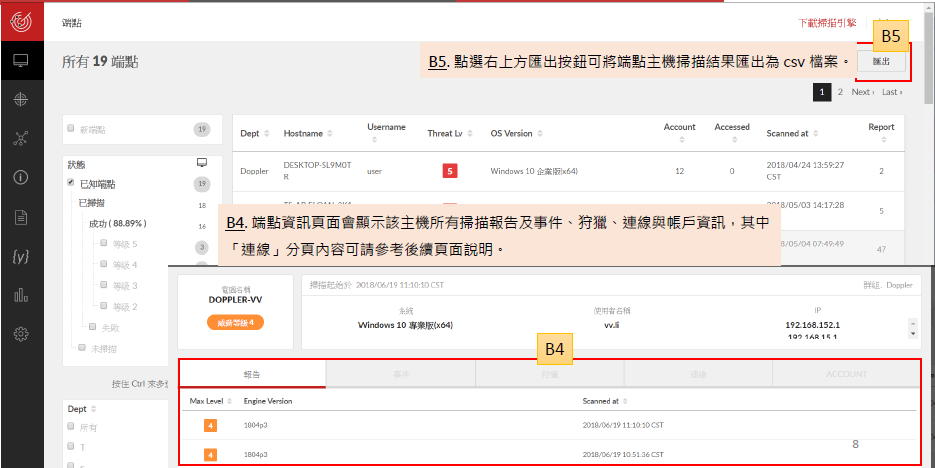 端點
下載掃描引擎
B5
所有 19 端點
B5. 點選右上方匯出按鈕可將端點主機掃描結果匯出為 csv 檔案。
匯出
1 2 Next › Last »
新端點 19
Dept Hostname Username Threat Lv OS Version Account Accessed Scanned at Report
狀態
已知端點 19
已掃描 18
成功 ( 88.89% ) 16
等級 5 3
等級 4
等級 3
等級 2
失敗
未掃描
Doppler DESKTOP-SL9M0TR user 5 Windows 10 企業版(x64) 12 0 2018/04/24 13:59:27 CST 2
2018/05/03 14:17:28
5
B4. 端點資訊頁面會顯示該主機所有掃描報告及事件、狩獵、連線與帳戶資訊，其中
「連線」分頁內容可請參考後續頁面說明。
2018/05/04 07:49:49
47
按住 Ctrl 來多
Dept
所有
T
電腦名稱
DOPPLER-VV
威脅等級 4
掃描起始於 2018/06/19 11:10:10 CST
群組. Doppler
系統 使用者名稱 IP
Windows 10 專業版(x64) vv.li 192.168.152.1
192.168.15.1
B4
報告 事件 狩獵 連線 ACCOUNT
Max Level Engine Version Scanned at
4 1804p3 2018/06/19 11:10:10 CST
4 1804p3 2018/06/19 10:51:36 CST
8